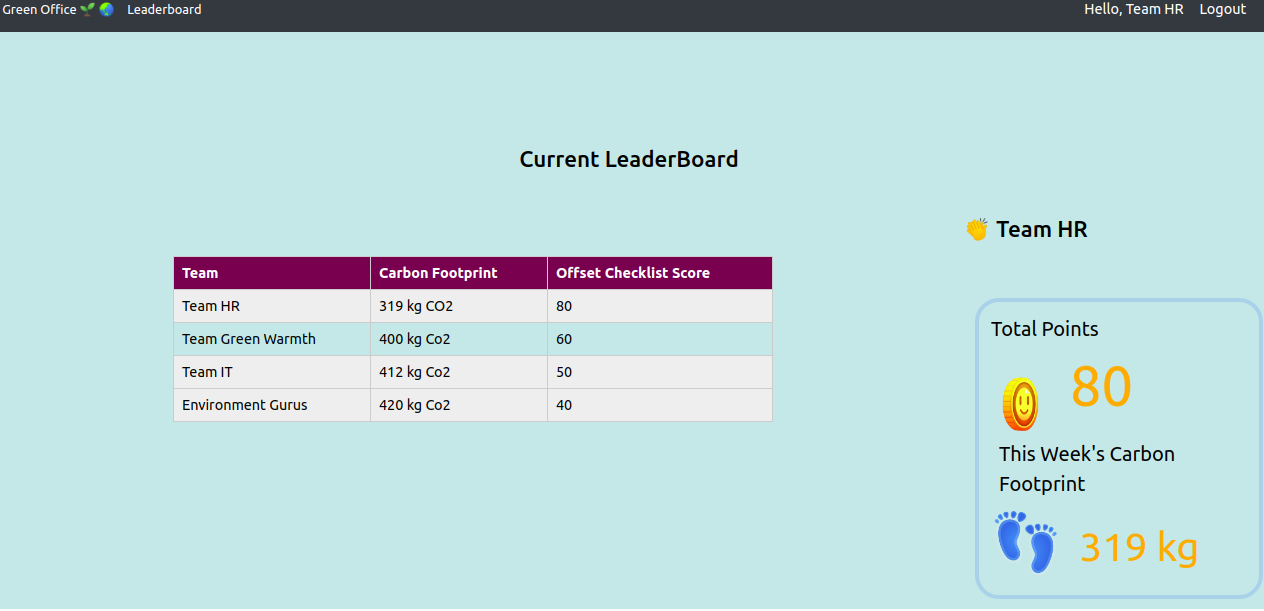 Green Office Leaderboard Hello, Team HR Logout
Current LeaderBoard
Team HR
Team Carbon Footprint Offset Checklist Score
Team HR 319 kg CO2 80
Team Green Warmth 400 kg Co2 60
Team IT 412 kg Co2 50
Environment Gurus 420 kg Co2 40
Total Points
80
This Week's Carbon
Footprint
319 kg